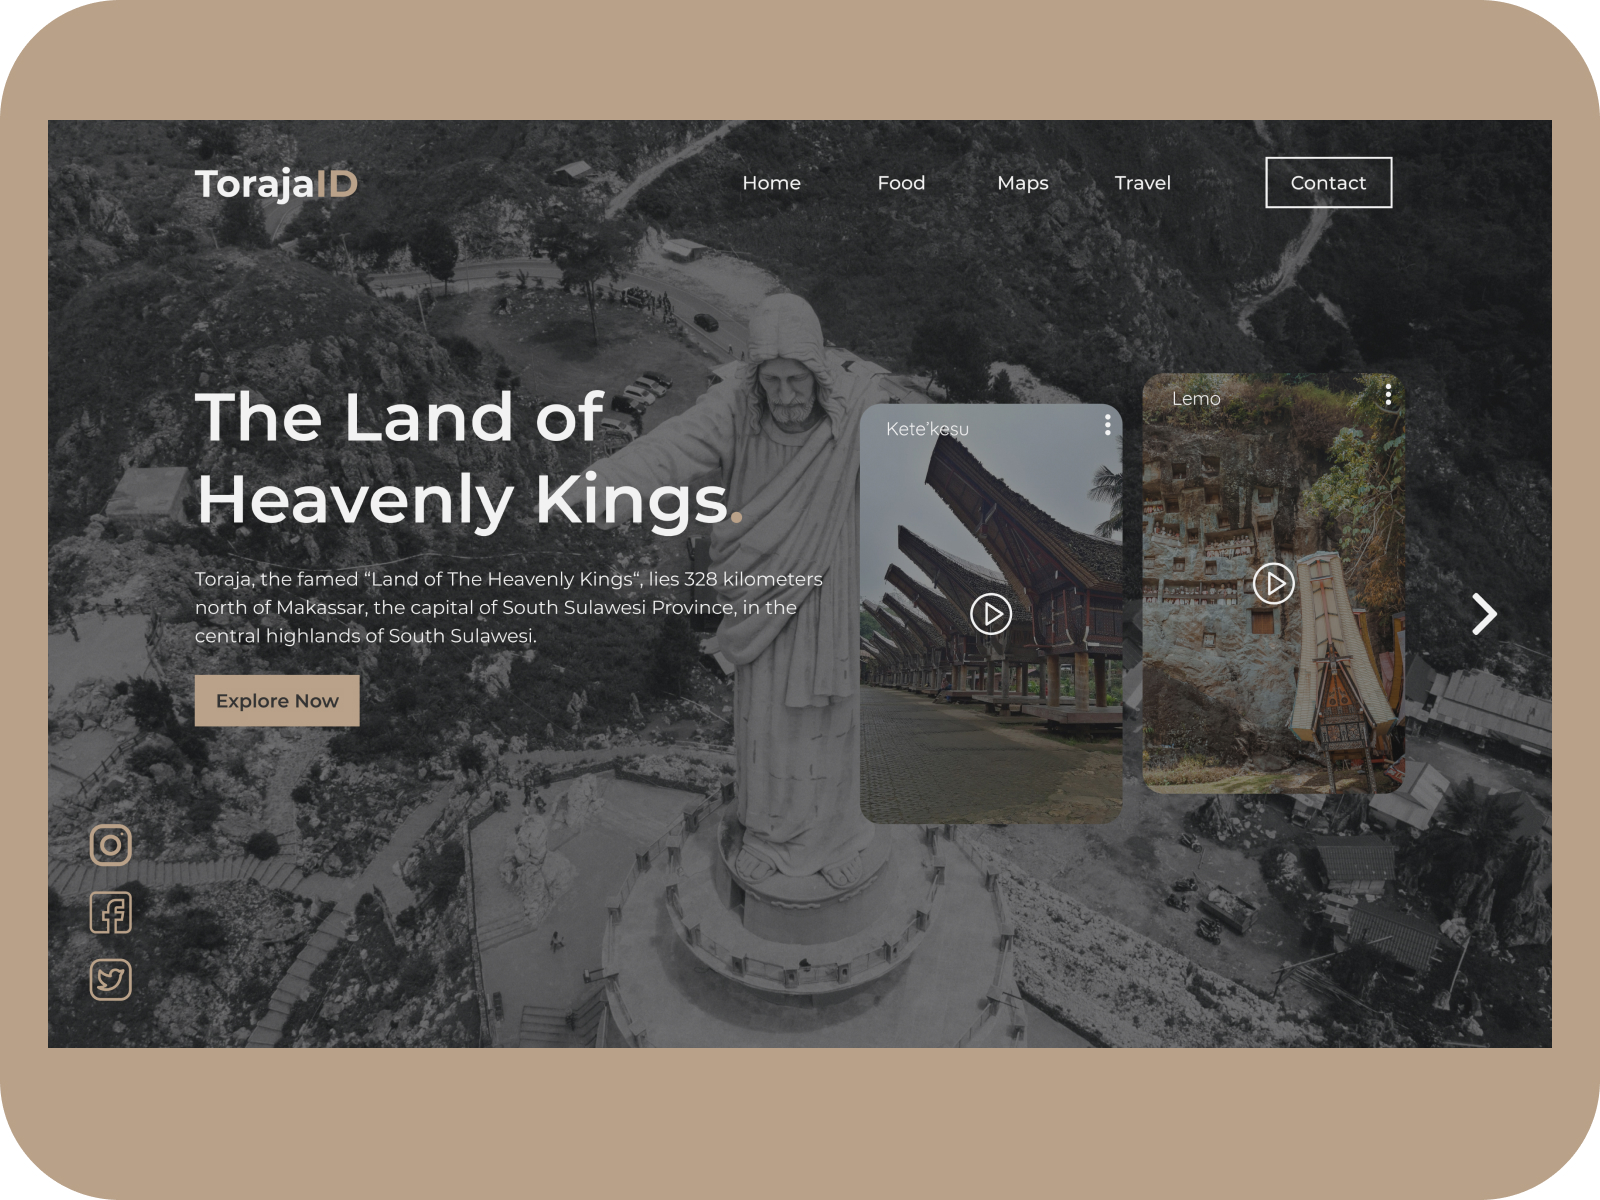 TorajaID
Home
Food
Maps
Travel
Contact
The Land of
Heavenly Kings.
Toraja, the famed “Land of The Heavenly Kings“, lies 328 kilometers
north of Makassar, the capital of South Sulawesi Province, in the
central highlands of South Sulawesi.
Explore Now
Kete’kesu
Lemo